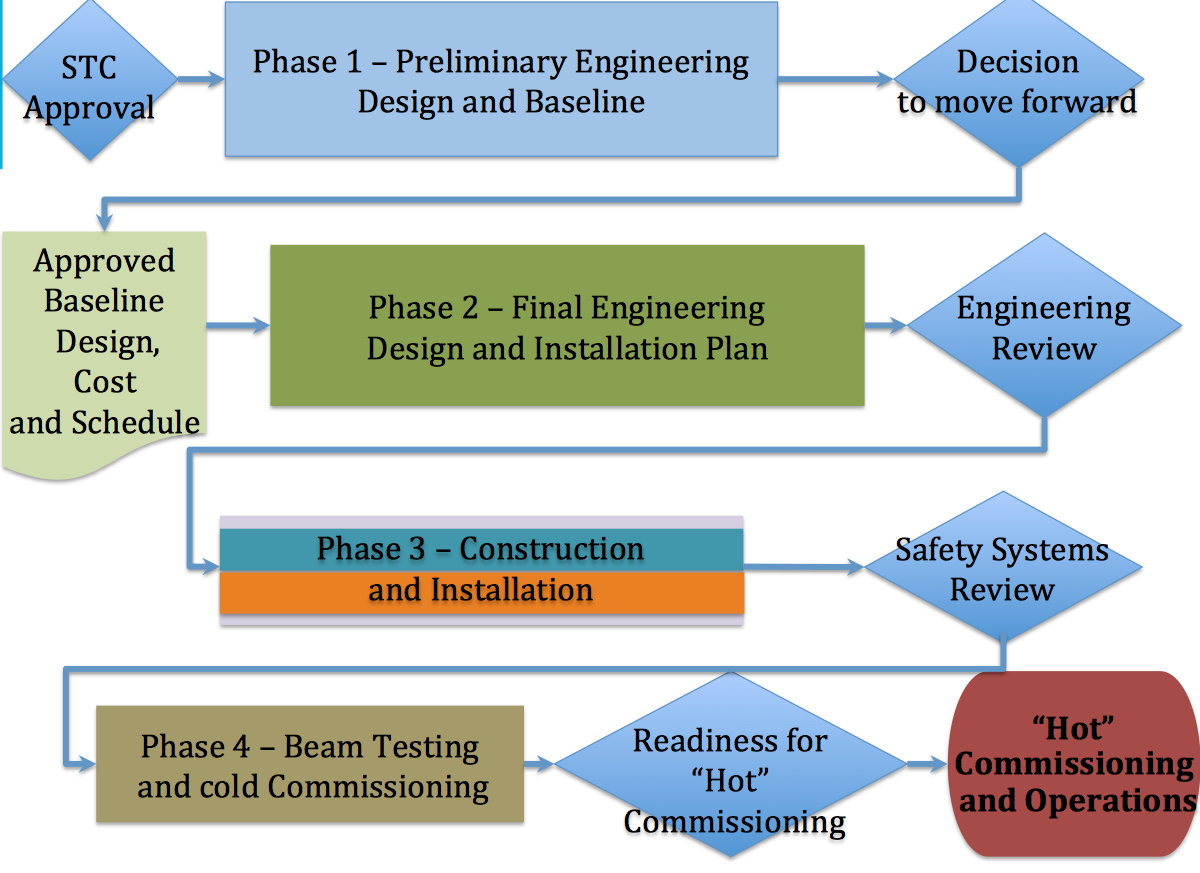 STC
Approval
Phase 1 – Preliminary Engineering
Design and Baseline
Decision
to move forward
Approved
Baseline
Design,
Cost
and Schedule
Phase 2 – Final Engineering
Design and Installation Plan
Engineering
Review
Phase 3 – Construction
and Installation
Safety Systems
Review
Phase 4 – Beam Testing
and cold Commissioning
Readiness for
“Hot”
Commissioning
“Hot”
Commissioning
and Operations